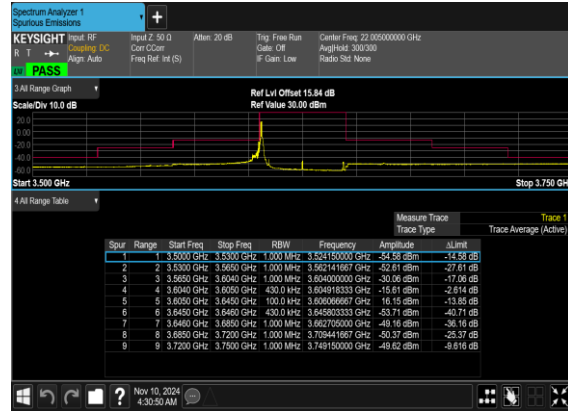 Spectrum Analyzer 1
Spurious Emissions
+
KEYSIGHT Input: RF Input Z: 50 Ω Atten: 20 dB Trig: Free Run Center Freq: 22.005000000 GHz
R T Coupling: DC Corr CCorr Gate: Off Avg|Hold: 300/300
Align: Auto Freq Ref: Int (S) IF Gain: Low Radio Std: None
PASS
3 All Range Graph
Ref Lvl Offset 15.84 dB
Scale/Div 10.0 dB Ref Value 30.00 dBm
20.0
0.00
-20.0
-40.0
-60.0
Start 3.500 GHz Stop 3.750 GH
4 All Range Table
Measure Trace Trace 1
Trace Type Trace Average (Active)
Spur Range Start Freq Stop Freq RBW Frequency Amplitude ΔLimit
1 1 3.5000 GHz 3.5300 GHz 1.000 MHz 3.524150000 GHz -54.58 dBm -14.58 dB
2 2 3.5300 GHz 3.5650 GHz 1.000 MHz 3.562141667 GHz -52.61 dBm -27.61 dB
3 3 3.5650 GHz 3.6040 GHz 1.000 MHz 3.604000000 GHz -30.06 dBm -17.06 dB
4 4 3.6040 GHz 3.6050 GHz 430.0 kHz 3.604918333 GHz -15.61 dBm -2.614 dB
5 5 3.6050 GHz 3.6450 GHz 100.0 kHz 3.606066667 GHz 16.15 dBm -13.85 dB
6 6 3.6450 GHz 3.6460 GHz 430.0 kHz 3.645803333 GHz -53.71 dBm -40.71 dB
7 7 3.6460 GHz 3.6850 GHz 1.000 MHz 3.662705000 GHz -49.16 dBm -36.16 dB
8 8 3.6850 GHz 3.7200 GHz 1.000 MHz 3.709441667 GHz -50.37 dBm -25.37 dB
9 9 3.7200 GHz 3.7500 GHz 1.000 MHz 3.749150000 GHz -49.62 dBm -9.616 dB
? Nov 10, 2024
4:30:50 AM